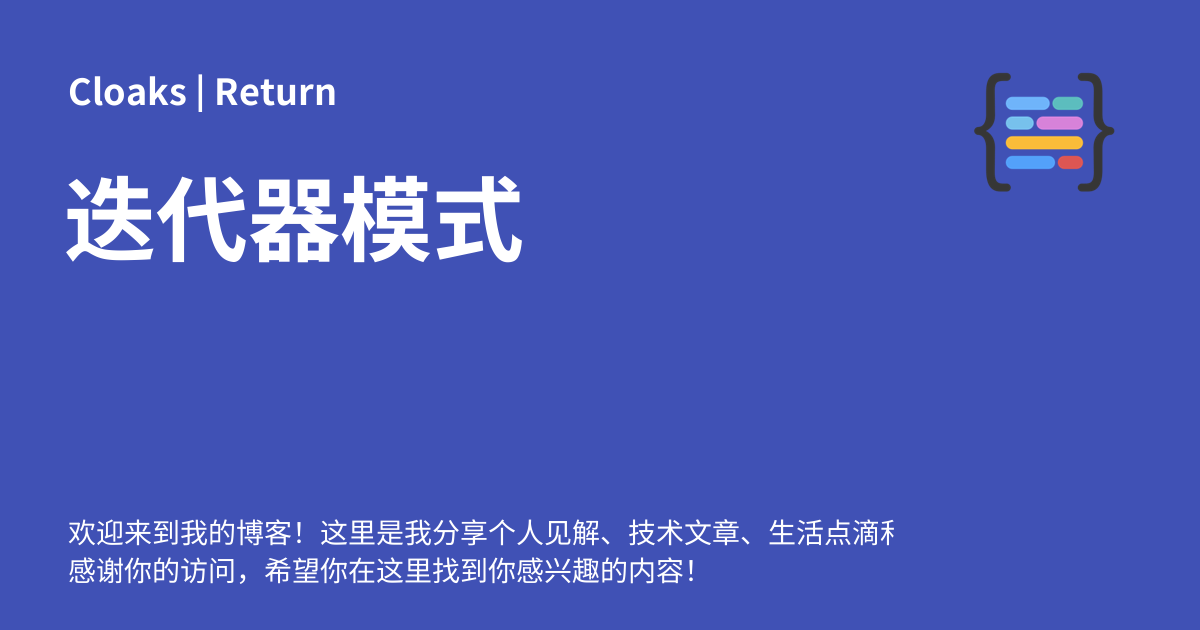 Cloaks | Return
迭代器模式
欢迎来到我的博客！这里是我分享个人见解、技术文章、生活点滴
感谢你的访问，希望你在这里找到你感兴趣的内容！